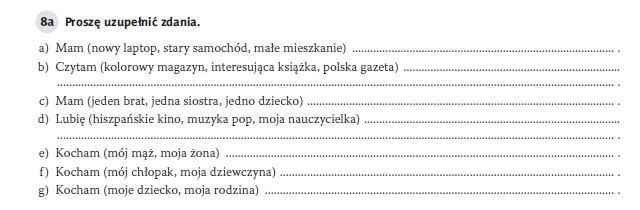 8a Proszę uzupełnić zdania.
a) Mam (nowy laptop, stary samochód, małe mieszkanie) .................................................................................... .
b) Czytam (kolorowy magazyn, interesująca książka, polska gazeta) ....................................................................
.................................................................................................................................................................... .
c) Mam (jeden brat, jedna siostra, jedno dziecko) ................................................................................................ .
d) Lubię (hiszpańskie kino, muzyka pop, moja nauczycielka) ................................................................................
.................................................................................................................................................................... .
e) Kocham (mój mąż, moja żona) ........................................................................................................................ .
f) Kocham (mój chłopak, moja dziewczyna) ........................................................................................................ .
g) Kocham (moje dziecko, moja rodzina) ............................................................................................................ .